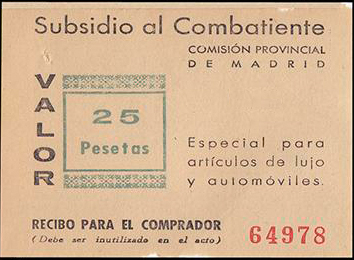 Subsidio al Combatiente
COMISIÓN PROVINCIAL
DE MADRID
VALOR
25
Pesetas
Especial para
artículos de lujo
y automóviles.
RECIBO PARA EL COMPRADOR
(Debe ser inutilizado en el acto)
64978